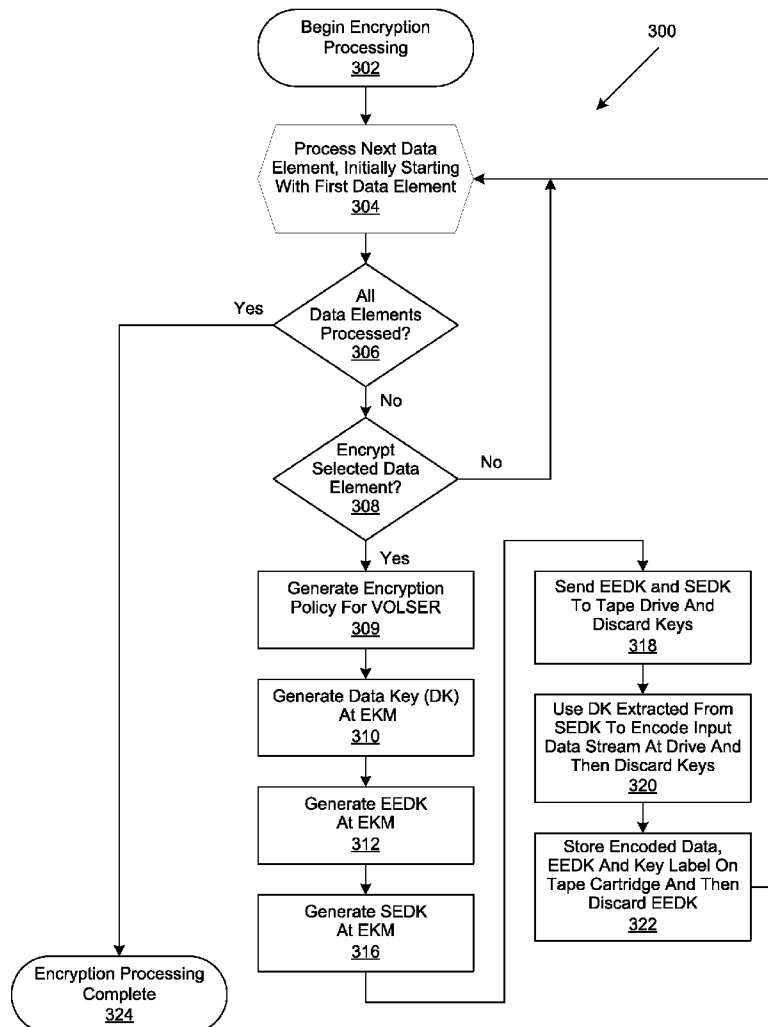 Begin Encryption
Processing
302
300
Process Next Data
Element, Initially Starting
With First Data Element
304
Yes
All
Data Elements
Processed?
306
No
Encrypt
Selected Data
Element?
308
No
Yes
Generate Encryption
Policy For VOLSER
309
Generate Data Key (DK)
At EKM
310
Generate EEDK
At EKM
312
Generate SEDK
At EKM
316
Send EEDK and SEDK
To Tape Drive And
Discard Keys
318
Use DK Extracted From
SEDK To Encode Input
Data Stream At Drive And
Then Discard Keys
320
Store Encoded Data,
EEDK And Key Label On
Tape Cartridge And Then
Discard EEDK
322
Encryption Processing
Complete
324